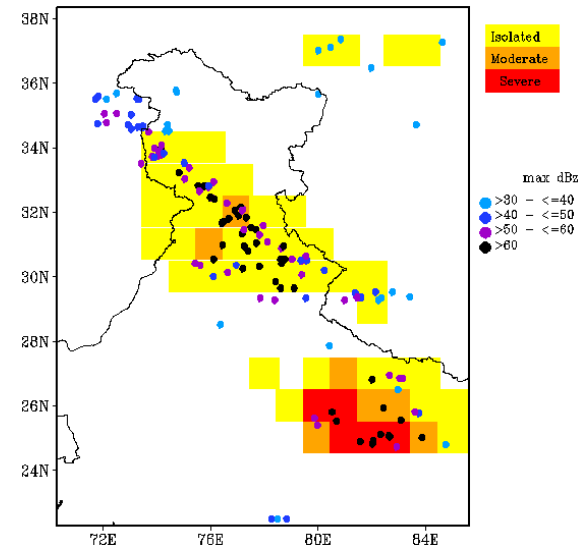 38N
36N
34N
32N
30N
28N
26N
24N
72E 76E 80E 84E
Isolated
Moderate
Severe
max dBz
>30 - <=40
>40 - <=50
>50 - <=60
>60